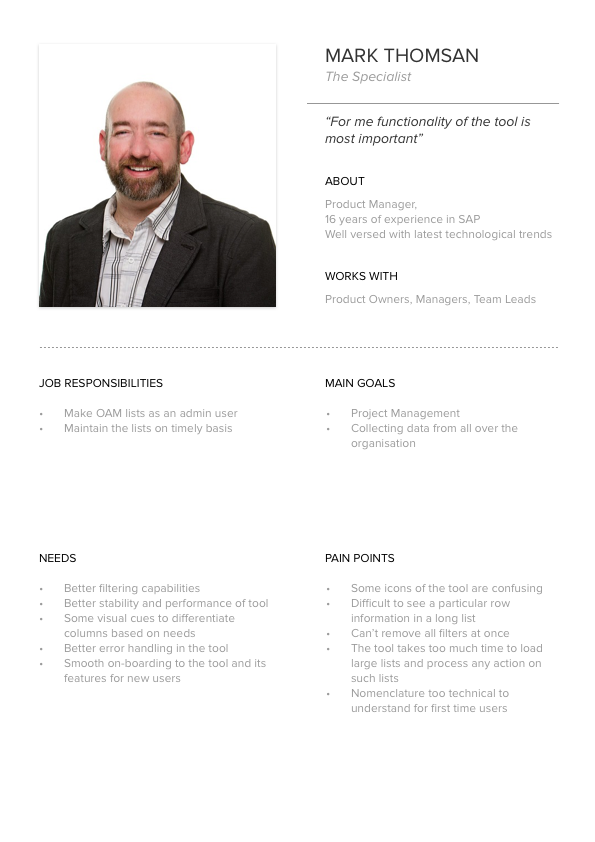 MARK THOMSAN
The Specialist
“For me functionality of the tool is
most important”
ABOUT
Product Manager,
16 years of experience in SAP
Well versed with latest technological trends
WORKS WITH
Product Owners, Managers, Team Leads
JOB RESPONSIBILITIES
• Make OAM lists as an admin user
• Maintain the lists on timely basis
MAIN GOALS
• Project Management
• Collecting data from all over the
organisation
NEEDS
• Better filtering capabilities
• Better stability and performance of tool
• Some visual cues to differentiate
columns based on needs
• Better error handling in the tool
• Smooth on-boarding to the tool and its
features for new users
PAIN POINTS
• Some icons of the tool are confusing
• Difficult to see a particular row
information in a long list
• Can’t remove all filters at once
• The tool takes too much time to load
large lists and process any action on
such lists
• Nomenclature too technical to
understand for first time users